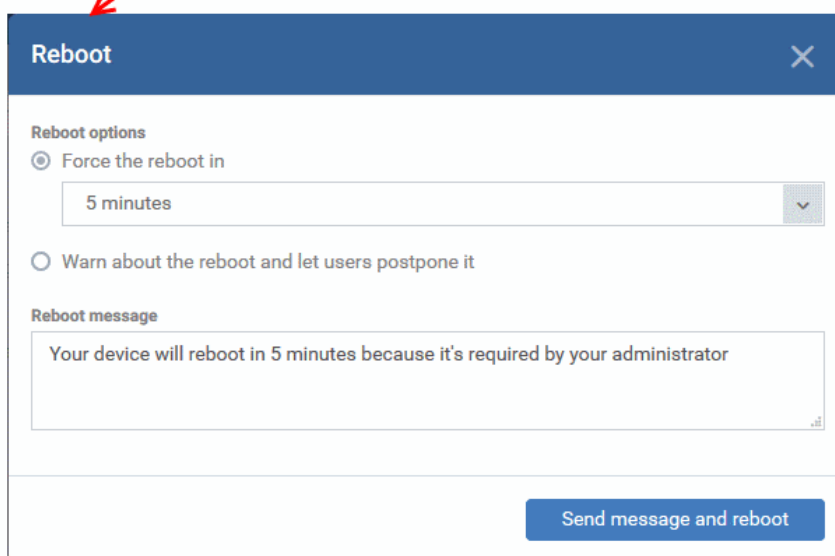 Reboot
Reboot options
Force the reboot in
5 minutes
Warn about the reboot and let users postpone it
Reboot message
Your device will reboot in 5 minutes because it's required by your administrator
Send message and reboot